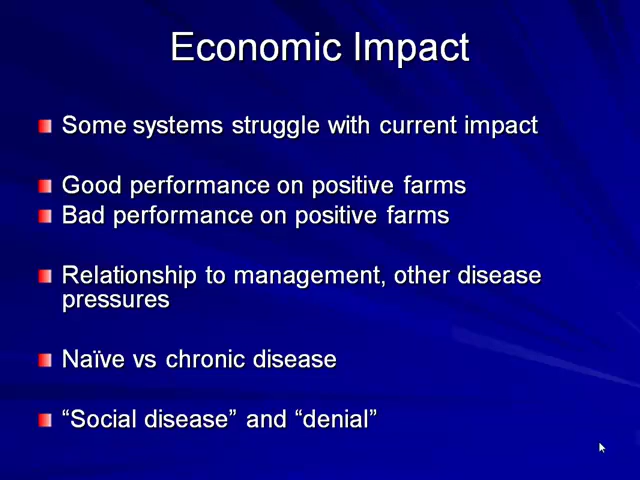 Economic Impact
Some systems struggle with current impact
Good performance on positive farms
Bad performance on positive farms
Relationship to management, other disease
pressures
Naïve vs chronic disease
“Social disease” and “denial”